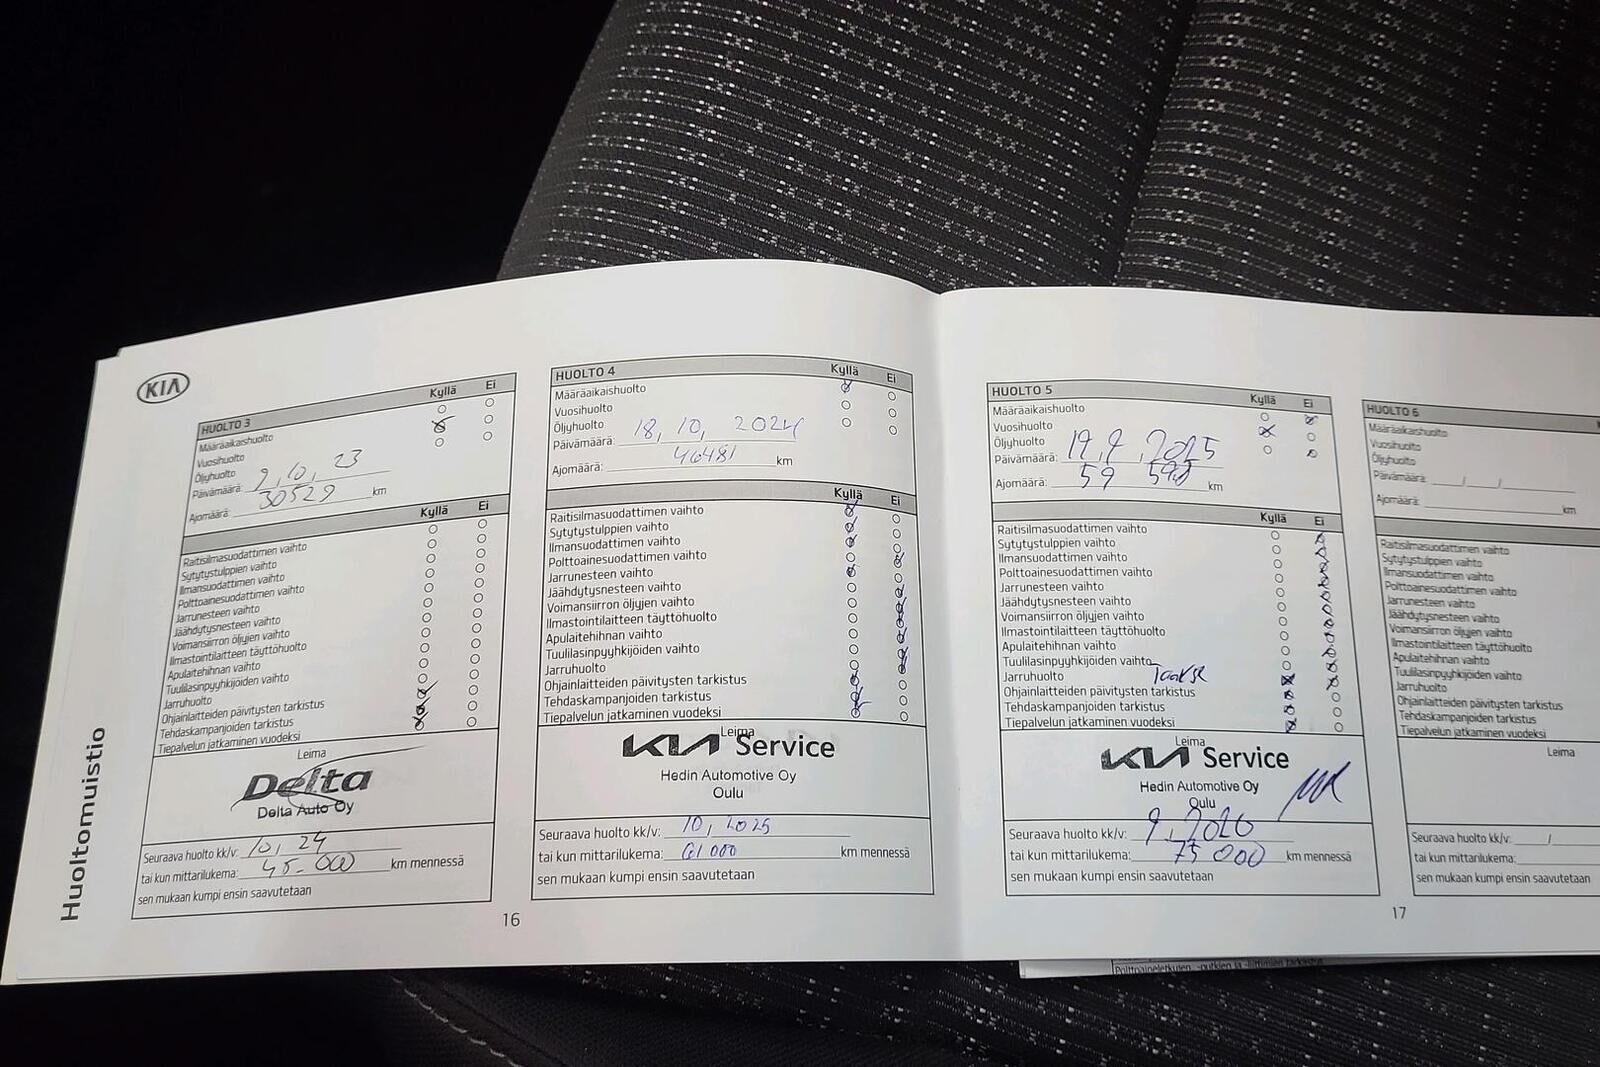 KIA
Huoltomuistio
HUOLTO 3
Kyllä Ei
Määräaikaishuolto
Vuosihuolto
Öljyhuolto
Päivämäärä: 9,10, 23
Ajomäärä: 30529 km
Kyllä Ei
Raitisilmasuodattimen vaihto
Sytytystulppien vaihto
Ilmansuodattimen vaihto
Polttoainesuodattimen vaihto
Jarrunesteen vaihto
Jäähdytysnesteen vaihto
Voimansiirron öljyjen vaihto
Ilmastointilaitteen täyttöhuolto
Apulaitehihnan vaihto
Tuulilasinpyyhkijöiden vaihto
Jarruhuolto
Ohjainlaitteiden päivitysten tarkistus
Tehdaskampanjoiden tarkistus
Tiepalvelun jatkaminen vuodeksi
Leima
Delta
Delta Auto Oy
Seuraava huolto kk/v: 10, 24
tai kun mittarilukema: 45-000 km mennessä
sen mukaan kumpi ensin saavutetaan
HUOLTO 4
Kyllä Ei
Määräaikaishuolto
Vuosihuolto
Öljyhuolto
Päivämäärä: 18, 10, 2024
Ajomäärä: 46481 km
Kyllä Ei
Raitisilmasuodattimen vaihto
Sytytystulppien vaihto
Ilmansuodattimen vaihto
Polttoainesuodattimen vaihto
Jarrunesteen vaihto
Jäähdytysnesteen vaihto
Voimansiirron öljyjen vaihto
Ilmastointilaitteen täyttöhuolto
Apulaitehihnan vaihto
Tuulilasinpyyhkijöiden vaihto
Jarruhuolto
Ohjainlaitteiden päivitysten tarkistus
Tehdaskampanjoiden tarkistus
Tiepalvelun jatkaminen vuodeksi
Leima
KIA Service
Hedin Automotive Oy
Oulu
Seuraava huolto kk/v: 10, 2025
tai kun mittarilukema: 61000 km mennessä
sen mukaan kumpi ensin saavutetaan
16
HUOLTO 5
Kyllä Ei
Määräaikaishuolto
Vuosihuolto
Öljyhuolto
Päivämäärä: 19,9,2025
Ajomäärä: 59 590 km
Kyllä Ei
Raitisilmasuodattimen vaihto
Sytytystulppien vaihto
Ilmansuodattimen vaihto
Polttoainesuodattimen vaihto
Jarrunesteen vaihto
Jäähdytysnesteen vaihto
Voimansiirron öljyjen vaihto
Ilmastointilaitteen täyttöhuolto
Apulaitehihnan vaihto
Tuulilasinpyyhkijöiden vaihto
Jarruhuolto
Ohjainlaitteiden päivitysten tarkistus
Tehdaskampanjoiden tarkistus
Tiepalvelun jatkaminen vuodeksi
Leima
KIA Service
Hedin Automotive Oy
Oulu
Seuraava huolto kk/v: 9, 2026
tai kun mittarilukema: 75 000 km mennessä
sen mukaan kumpi ensin saavutetaan
HUOLTO 6
Määräaikaishuolto
Vuosihuolto
Öljyhuolto
Päivämäärä: / /
Ajomäärä: km
Raitisilmasuodattimen vaihto
Sytytystulppien vaihto
Ilmansuodattimen vaihto
Polttoainesuodattimen vaihto
Jarrunesteen vaihto
Jäähdytysnesteen vaihto
Voimansiirron öljyjen vaihto
Ilmastointilaitteen täyttöhuolto
Apulaitehihnan vaihto
Tuulilasinpyyhkijöiden vaihto
Jarruhuolto
Ohjainlaitteiden päivitysten tarkistus
Tehdaskampanjoiden tarkistus
Tiepalvelun jatkaminen vuodeksi
Leima
Seuraava huolto kk/v: /
tai kun mittarilukema:
sen mukaan kumpi ensin saavutetaan
17